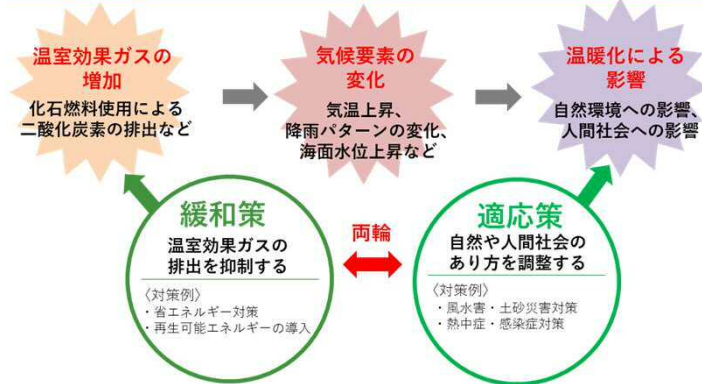 温室効果ガスの
増加
化石燃料使用による
二酸化炭素の排出など
気候要素の
変化
気温上昇、
降雨パターンの変化、
海面水位上昇など
温暖化による
影響
自然環境への影響、
人間社会への影響
緩和策
温室効果ガスの
排出を抑制する
〈対策例〉
・省エネルギー対策
・再生可能エネルギーの導入
両輪
適応策
自然や人間社会の
あり方を調整する
〈対策例〉
・風水害・土砂災害対策
・熱中症・感染症対策